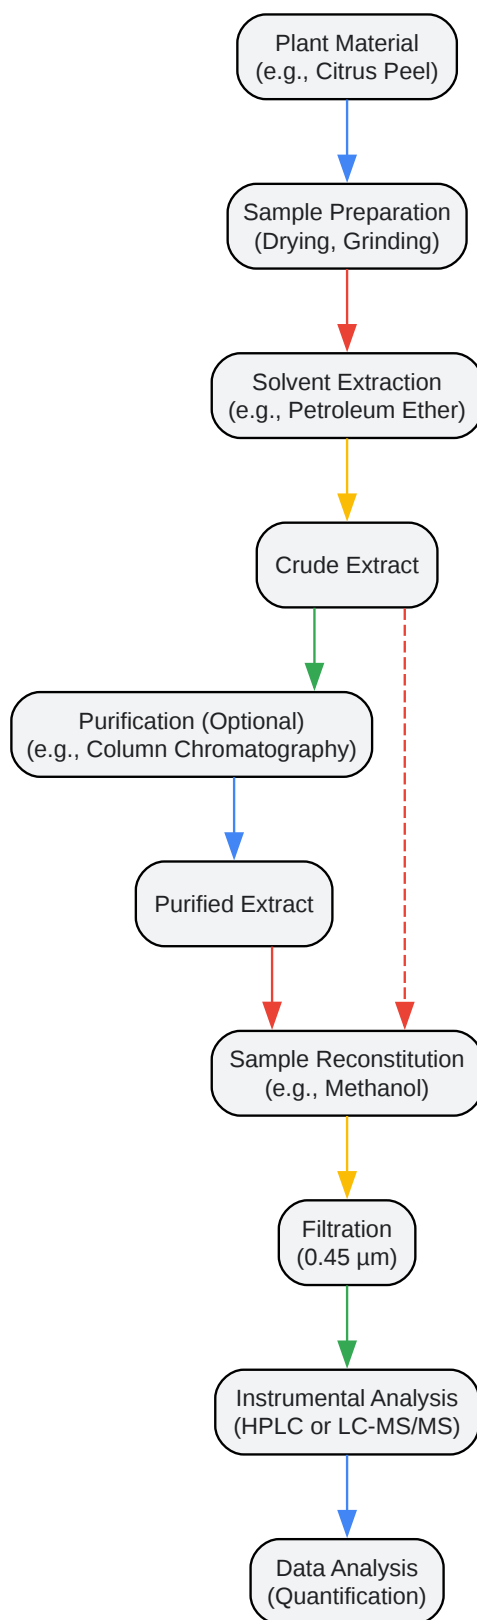 Plant Material
(e.g., Citrus Peel)
Sample Preparation
(Drying, Grinding)
Solvent Extraction
(e.g., Petroleum Ether)
Crude Extract
Purification (Optional)
(e.g., Column Chromatography)
Purified Extract
Sample Reconstitution
(e.g., Methanol)
Filtration
(0.45 µm)
Instrumental Analysis
(HPLC or LC-MS/MS)
Data Analysis
(Quantification)